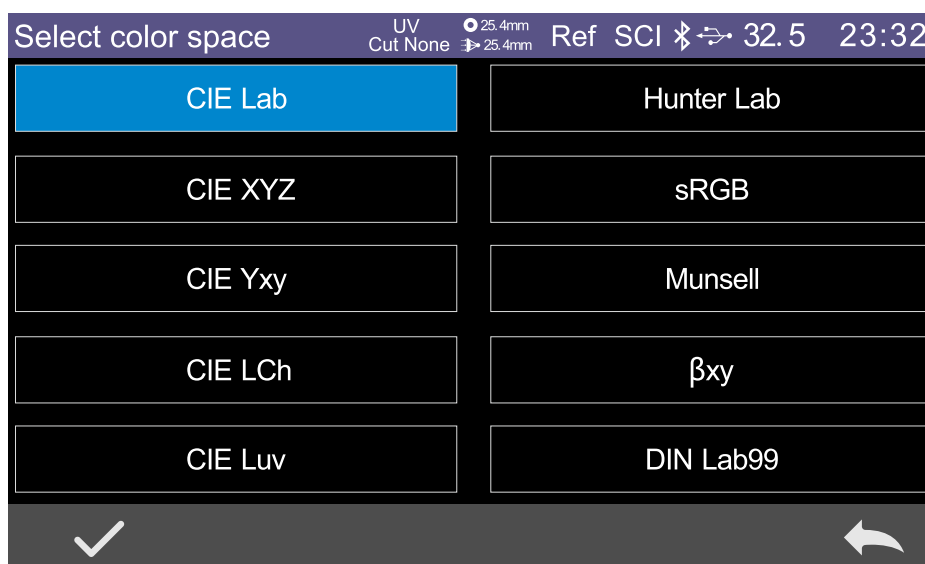 Select color space
UV
Cut None
25.4mm
25.4mm
Ref SCI 32.5 23:32
CIE Lab
Hunter Lab
CIE XYZ
sRGB
CIE Yxy
Munsell
CIE LCh
βxy
CIE Luv
DIN Lab99